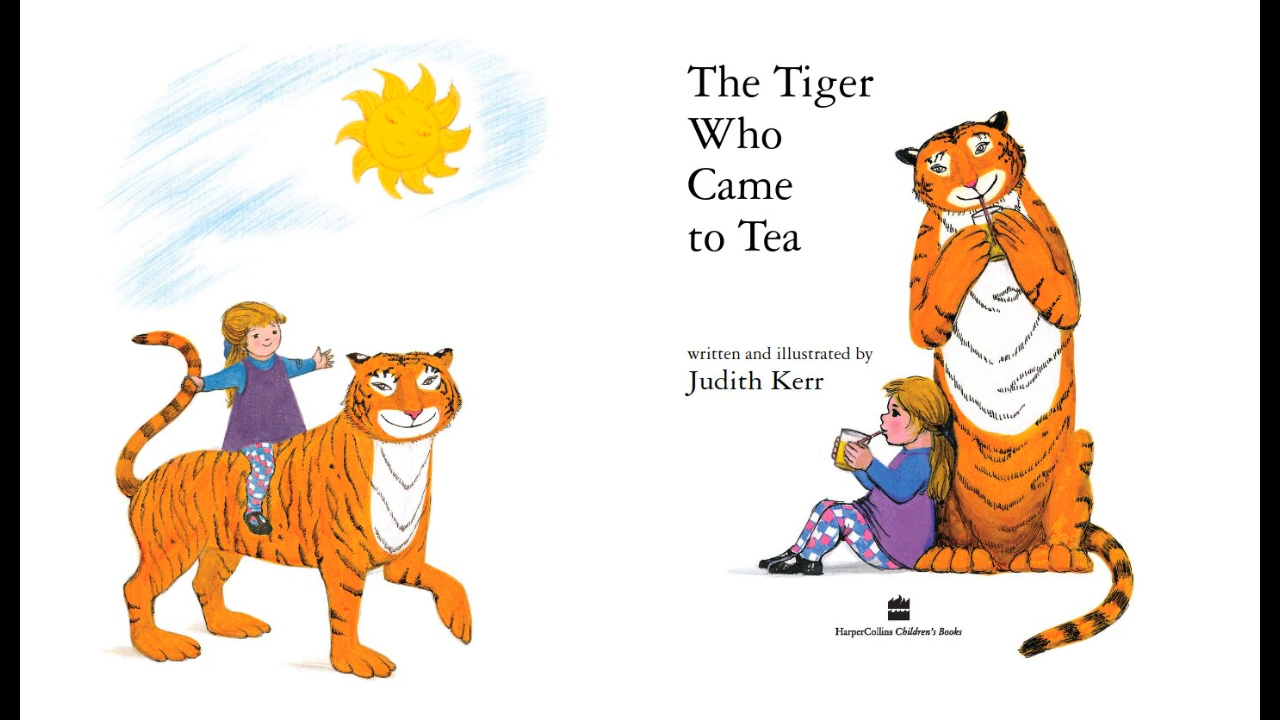 The Tiger
Who
Came
to Tea
written and illustrated by
Judith Kerr
HarperCollins Children's Books